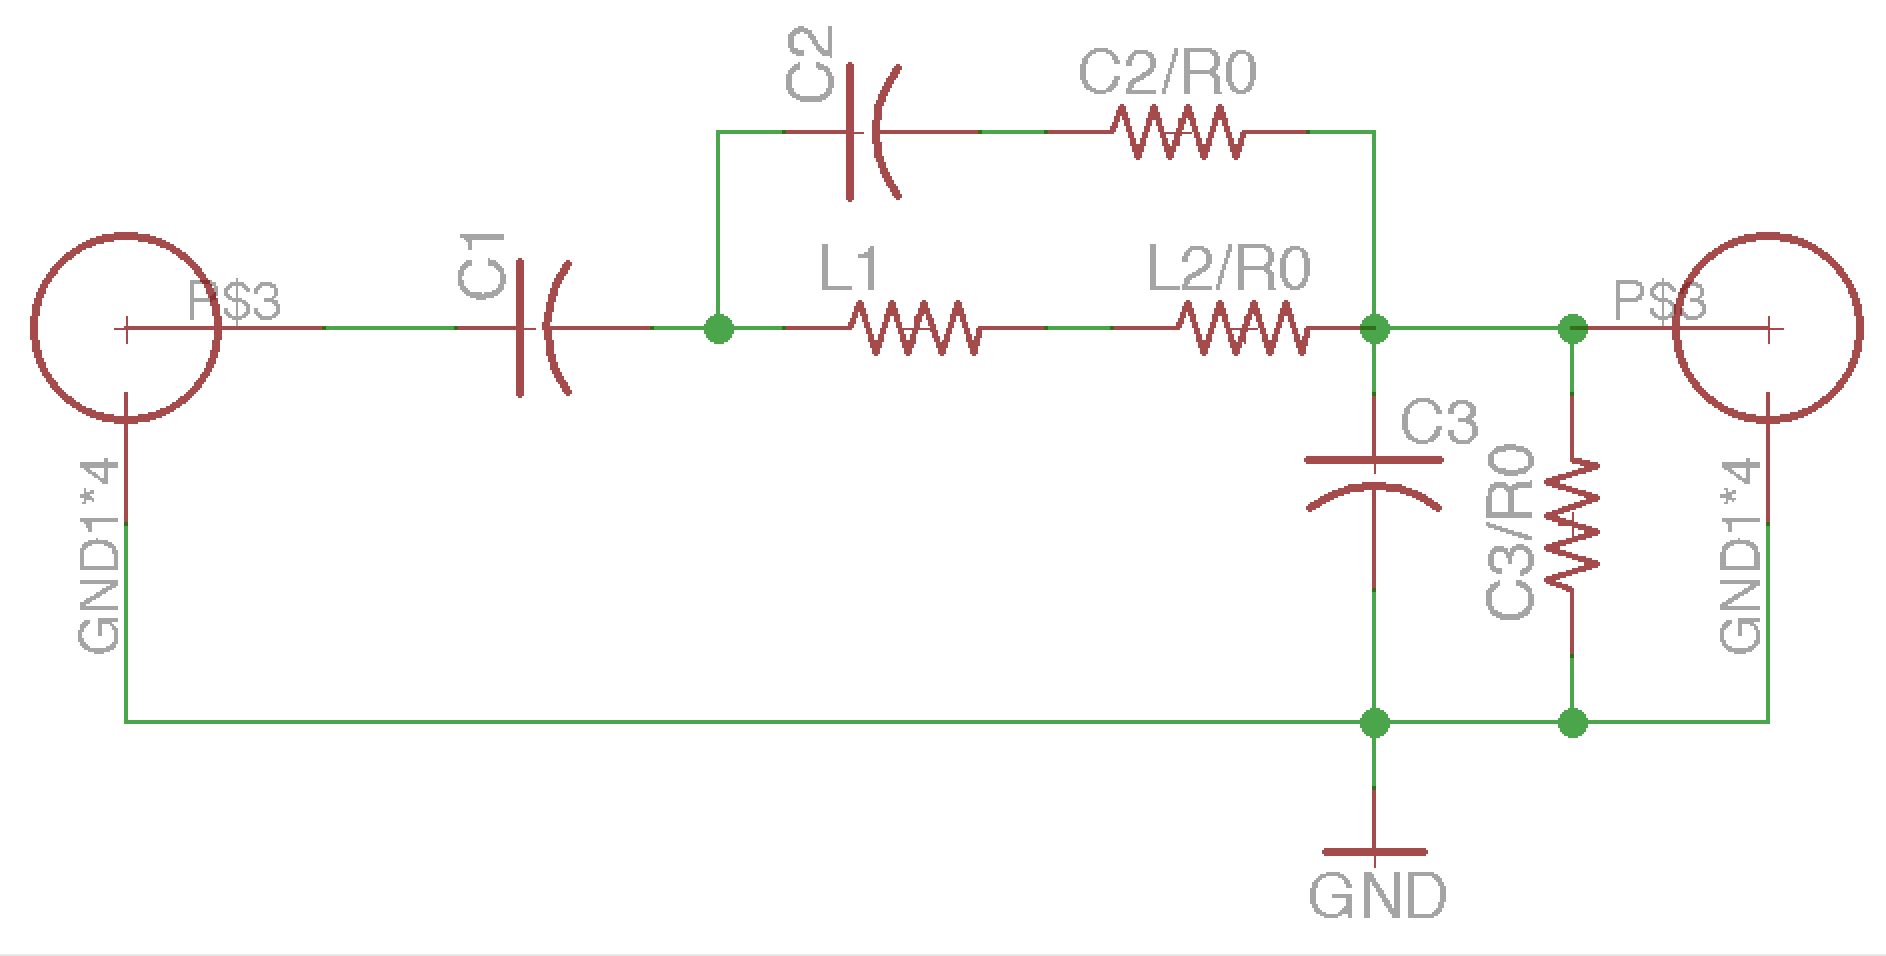 C2
C2/R0
C1
L1
L2/R0
P$3
P$3
C3
C3/R0
GND1*4
GND1*4
GND